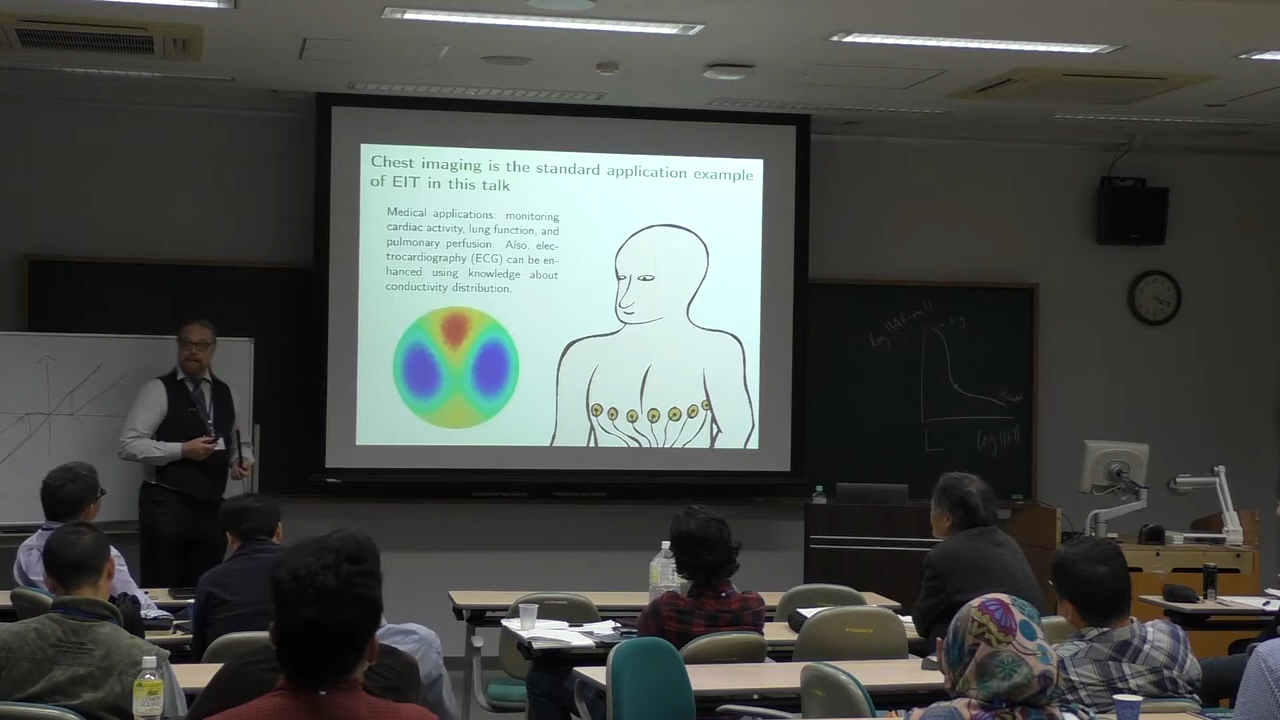 Chest imaging is the standard application example
of EIT in this talk
Medical applications: monitoring
cardiac activity, lung function, and
pulmonary perfusion. Also, elec-
trocardiography (ECG) can be en-
hanced using knowledge about
conductivity distribution.